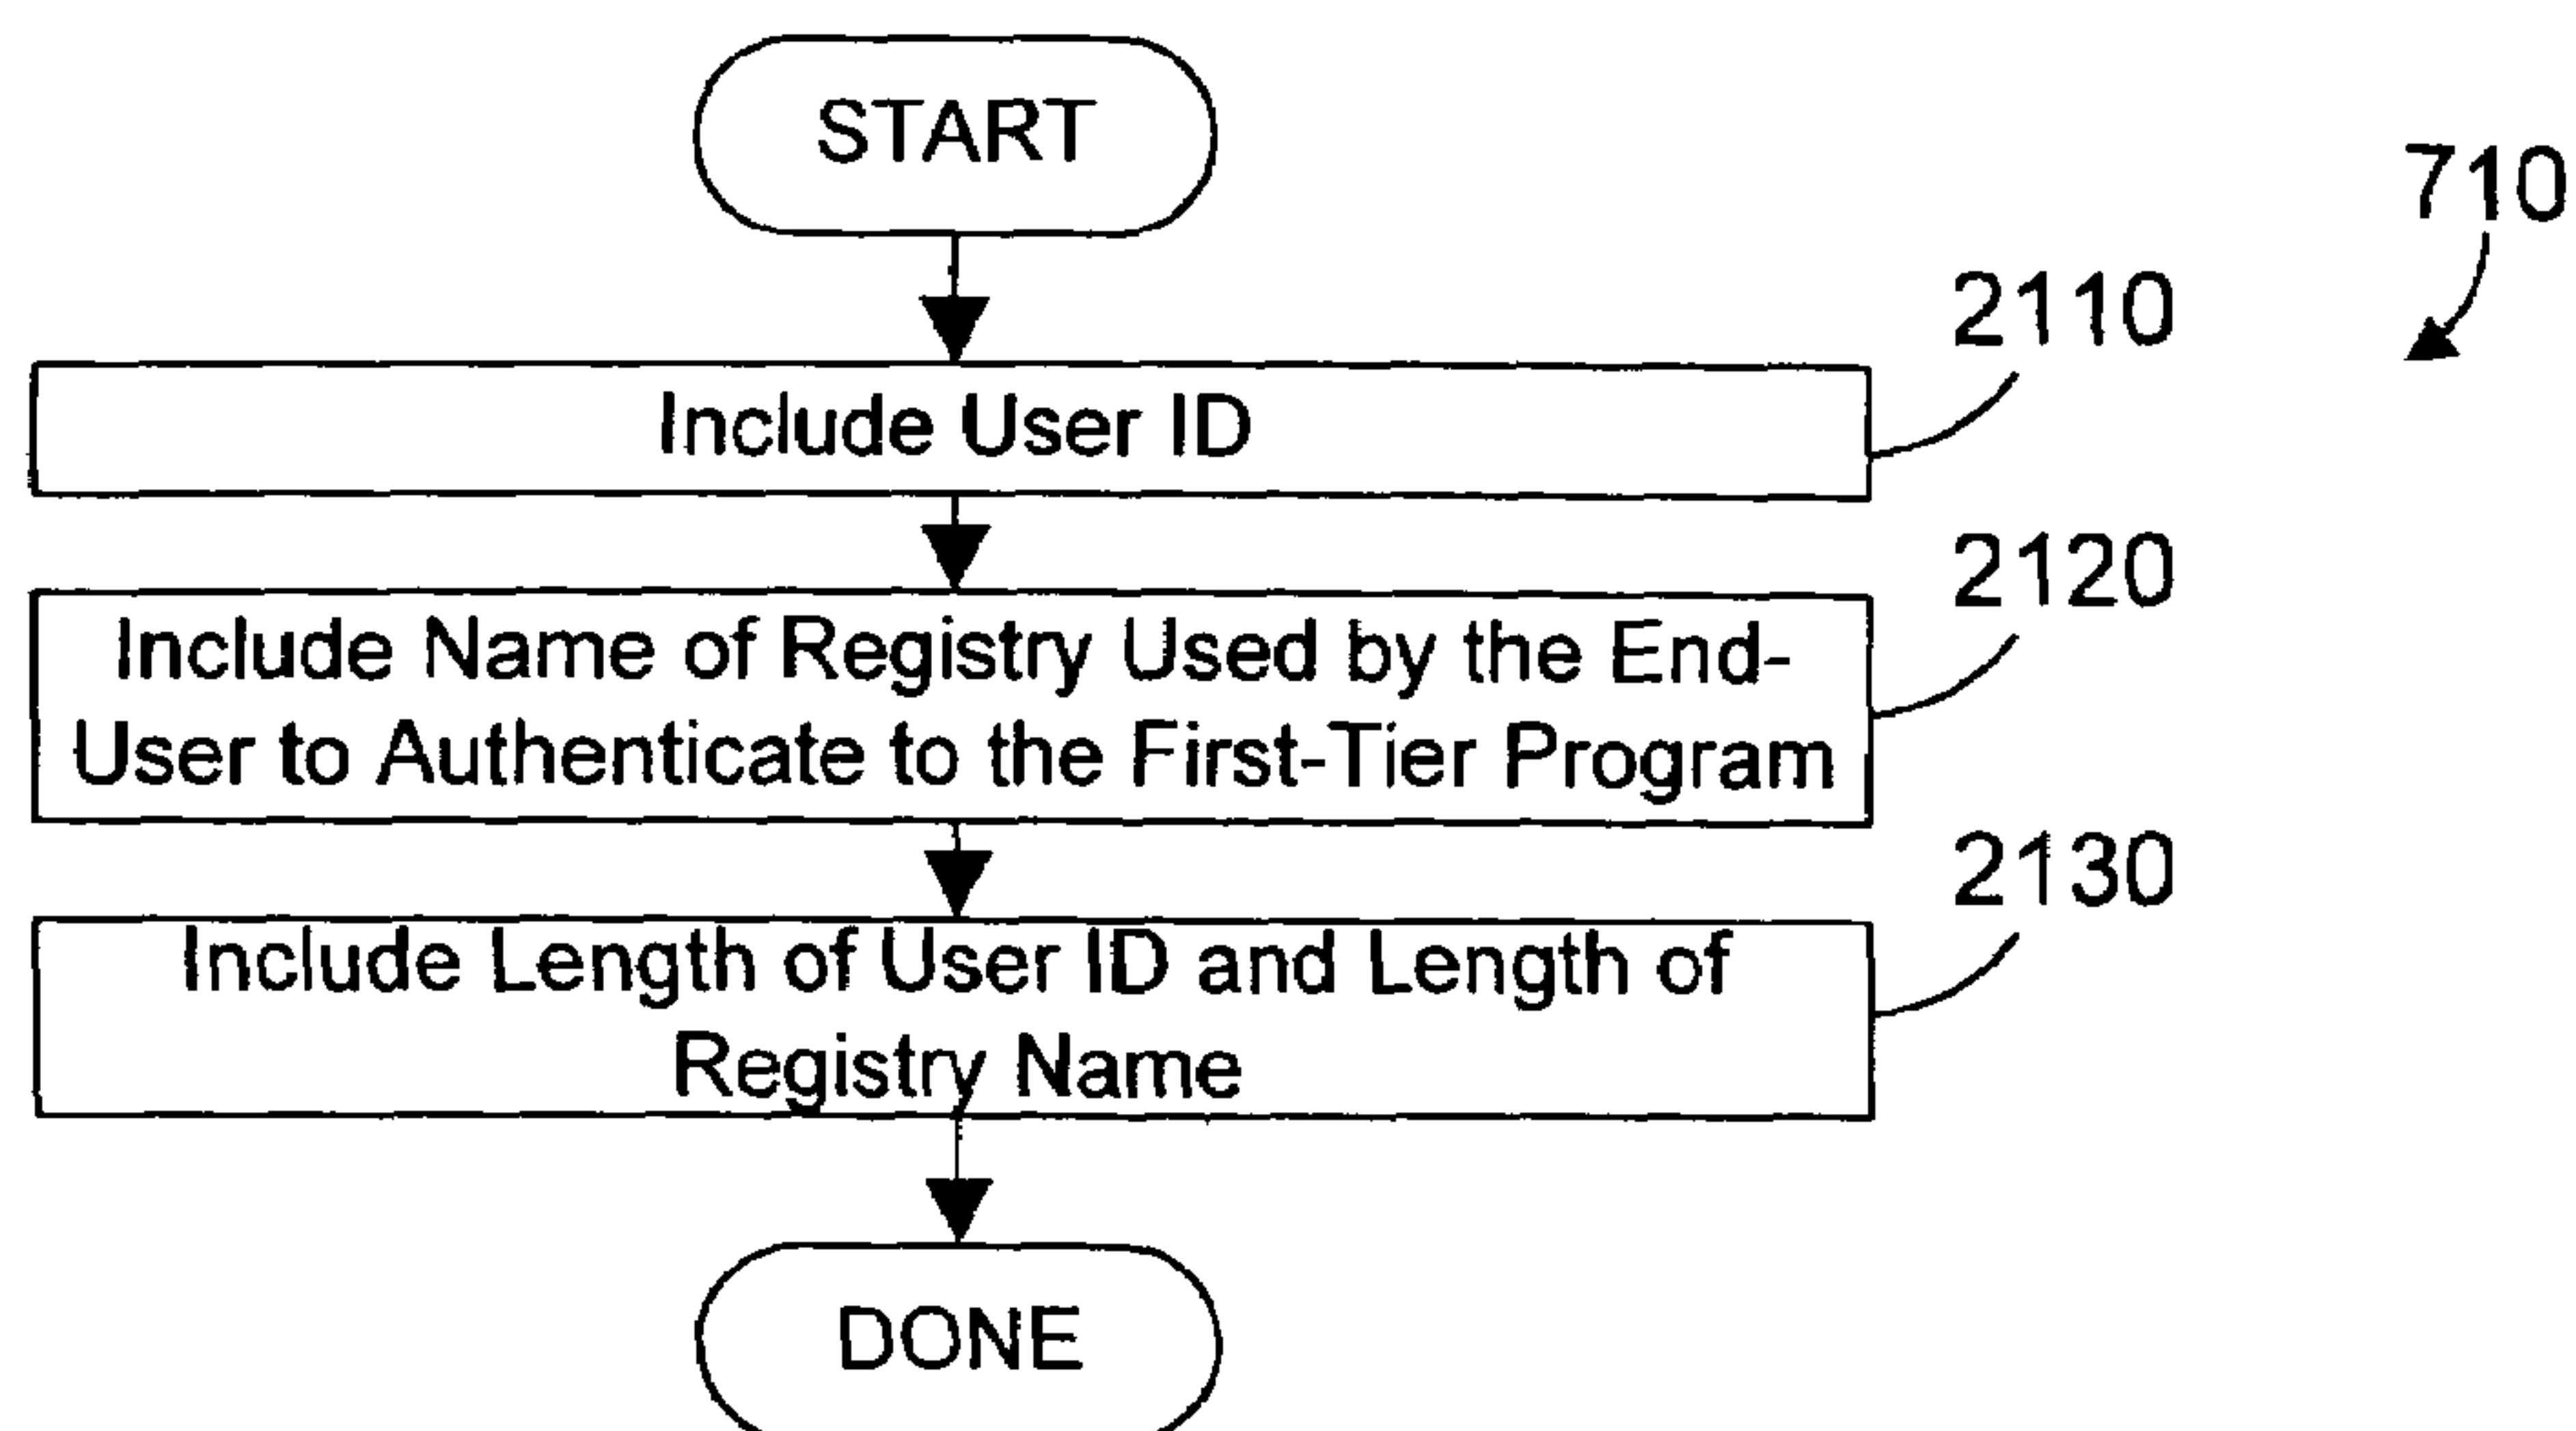 START
710
2110
Include User ID
2120
Include Name of Registry Used by the End-
User to Authenticate to the First-Tier Program
2130
Include Length of User ID and Length of
Registry Name
DONE